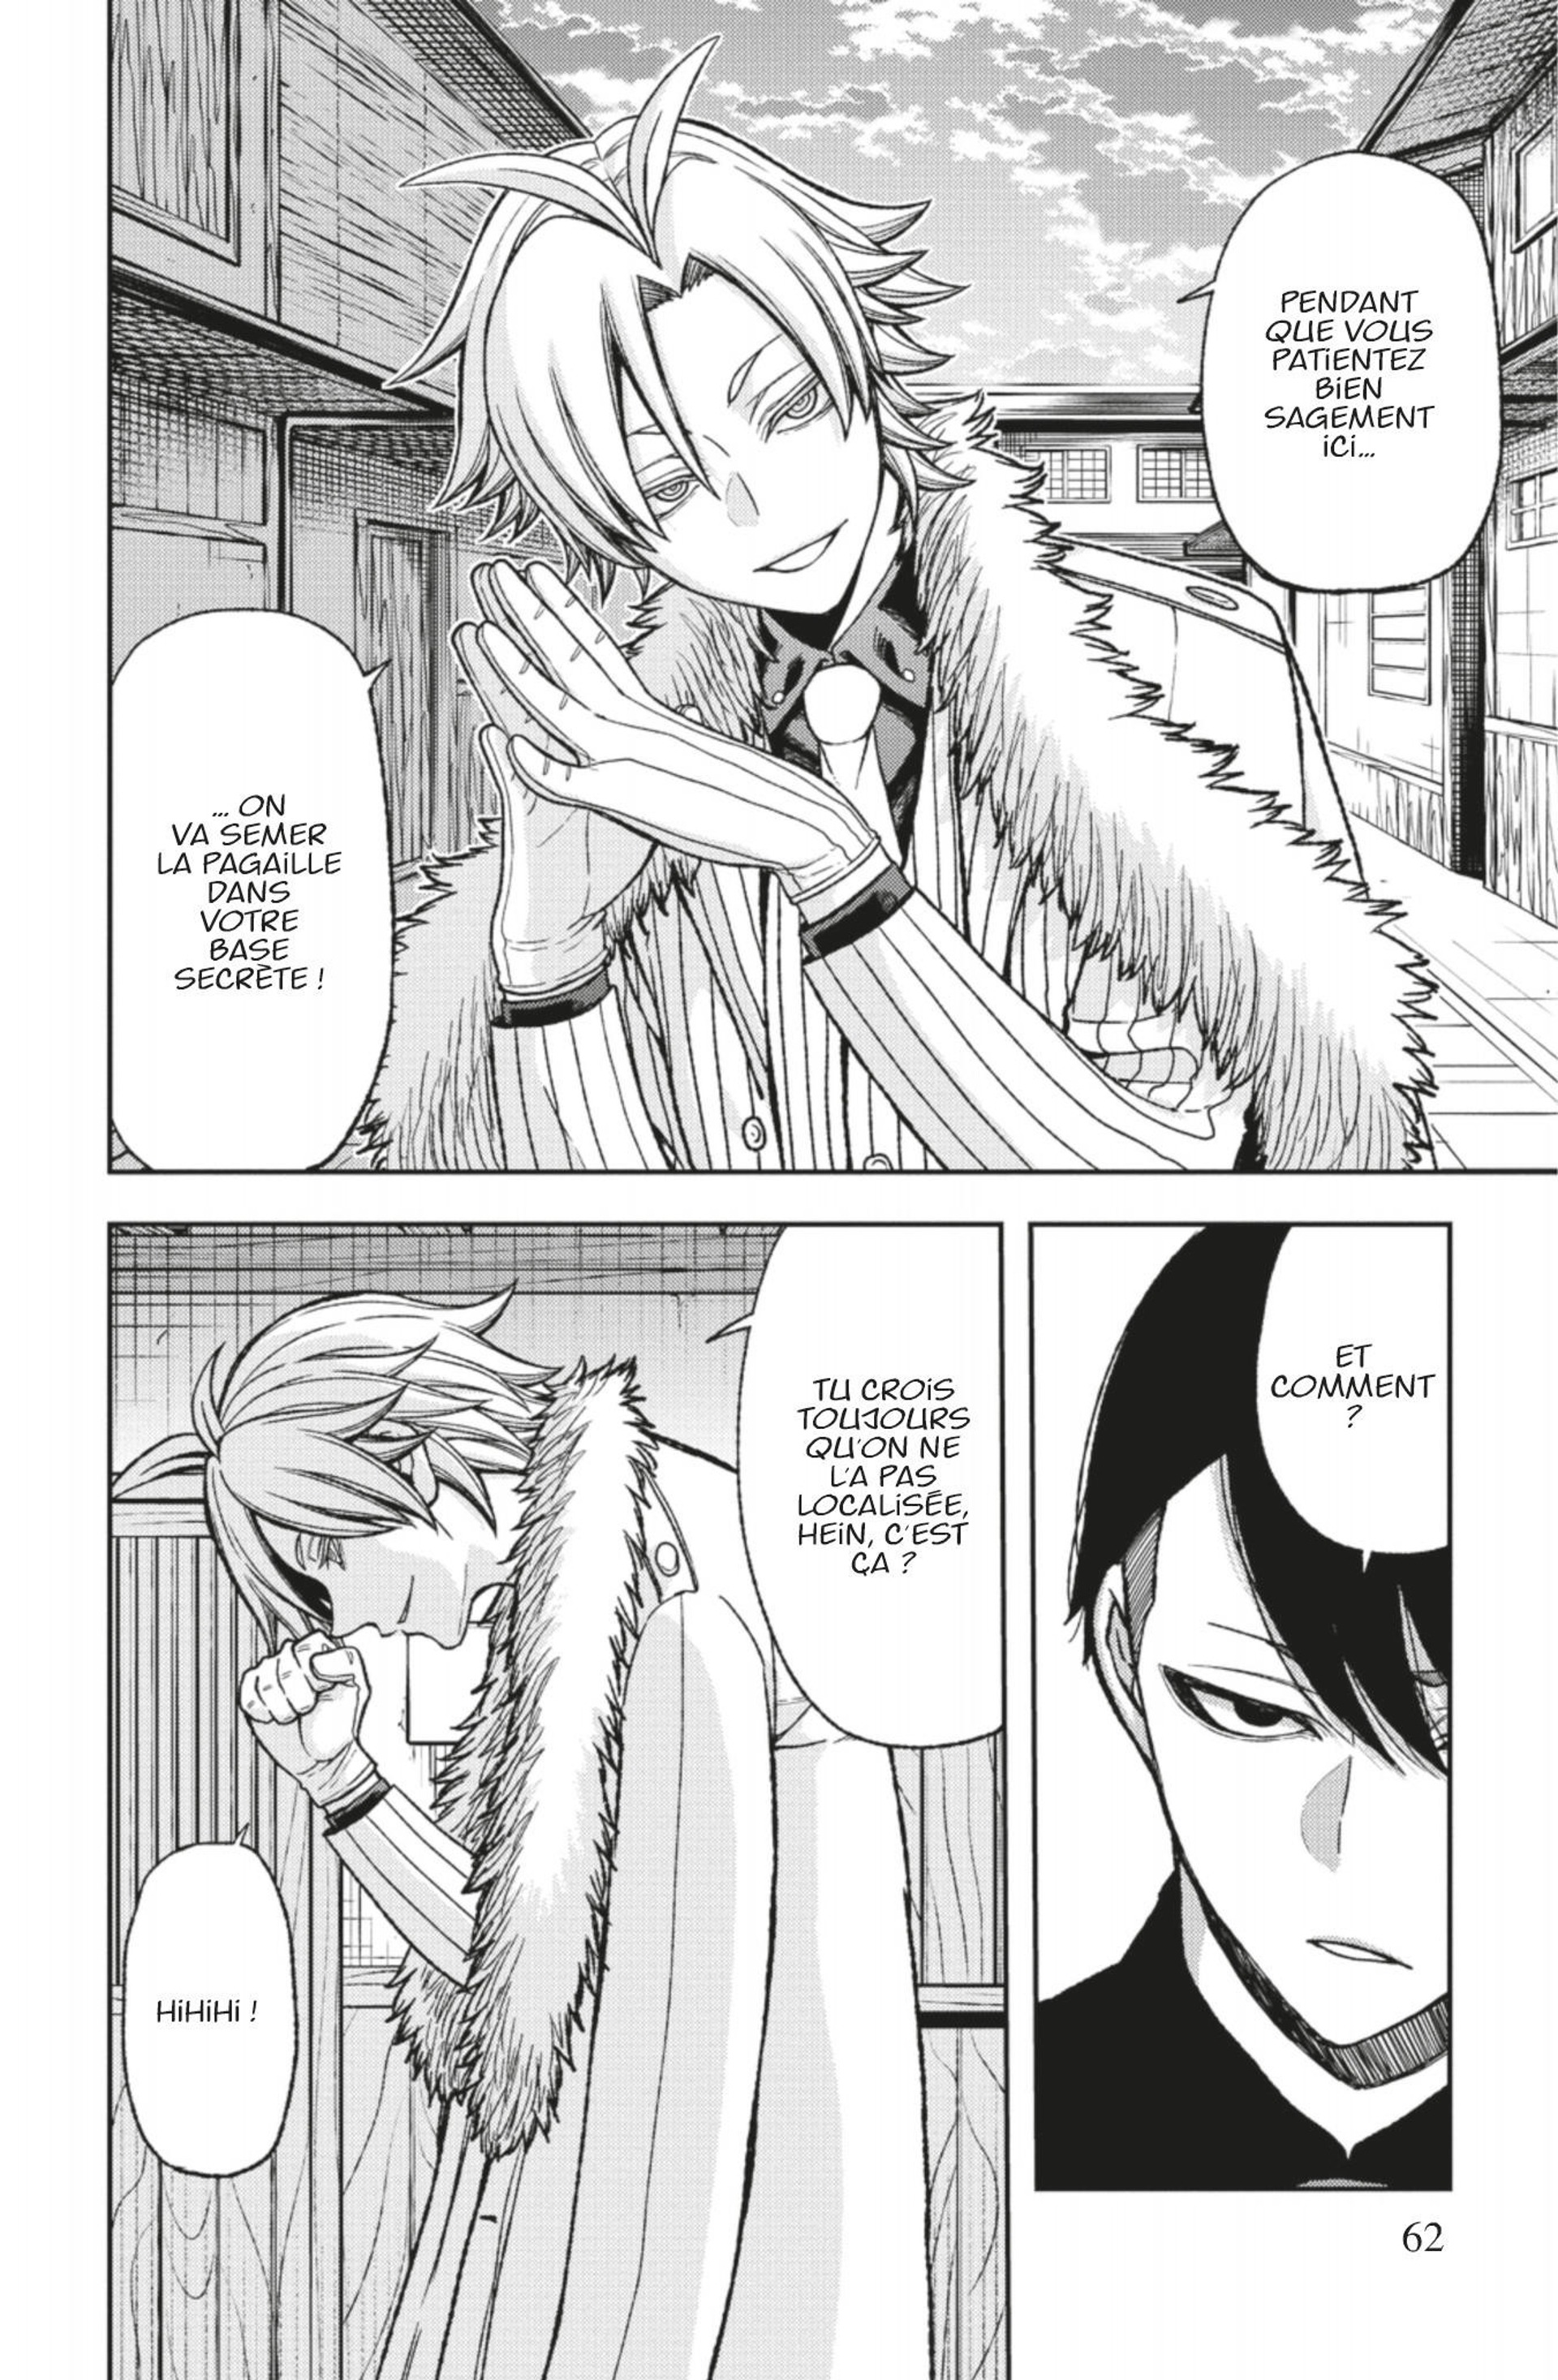 PENDANT
QUE VOUS
PATIENTEZ
BIEN
SAGEMENT
ICI...
... ON
VA SEMER
LA PAGAILLE
DANS
VOTRE
BASE
SECRÈTE !
ET
COMMENT
?
TU CROIS
TOUJOURS
QU'ON NE
L'A PAS
LOCALISÉE,
HEIN, C'EST
ÇA ?
HIHIHI !
62